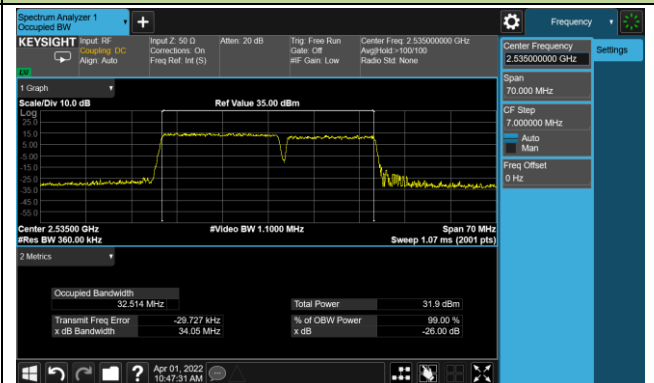 Spectrum Analyzer 1
Occupied BW
Frequency
KEYSIGHT
Input: RF
Coupling: DC
Align: Auto
Input Z: 50 Ω
Corrections: On
Freq Ref: Int (S)
Atten: 20 dB
Trig: Free Run
Gate: Off
#IF Gain: Low
Center Freq: 2.535000000 GHz
Avg|Hold:>100/100
Radio Std: None
Center Frequency
2.535000000 GHz
Settings
Span
70.000 MHz
CF Step
7.000000 MHz
Auto
Man
Freq Offset
0 Hz
1 Graph
Scale/Div 10.0 dB
Ref Value 35.00 dBm
Log
25.0
15.0
5.00
-5.00
-15.0
-25.0
-35.0
-45.0
-55.0
Center 2.53500 GHz
#Video BW 1.1000 MHz
Span 70 MHz
#Res BW 360.00 kHz
Sweep 1.07 ms (2001 pts)
2 Metrics
Occupied Bandwidth
32.514 MHz
Total Power
31.9 dBm
Transmit Freq Error
-29.727 kHz
% of OBW Power
99.00 %
x dB Bandwidth
34.05 MHz
x dB
-26.00 dB
?
Apr 01, 2022
10:47:31 AM